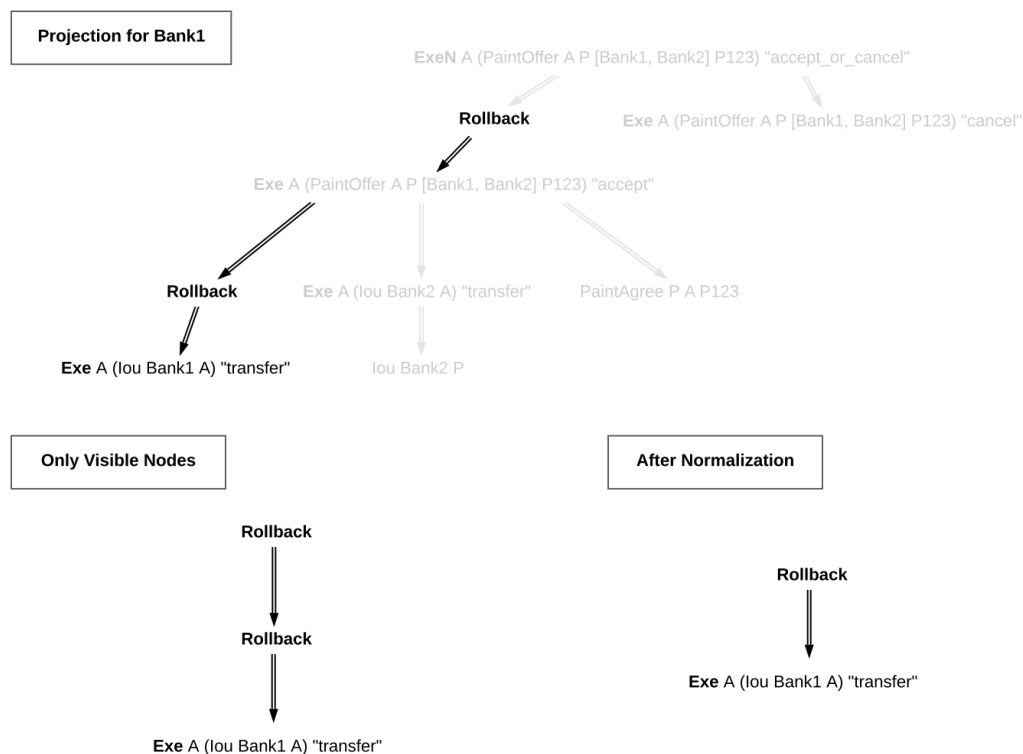 Projection for Bank1
ExeN A (PaintOffer A P [Bank1, Bank2] P123) "accept_or_cancel"
Rollback
Exe A (PaintOffer A P [Bank1, Bank2] P123) "cancel"
Exe A (PaintOffer A P [Bank1, Bank2] P123) "accept"
Rollback
Exe A (Iou Bank2 A) "transfer"
PaintAgree P A P123
Exe A (Iou Bank1 A) "transfer"
Iou Bank2 P
Only Visible Nodes
After Normalization
Rollback
Rollback
Rollback
Exe A (Iou Bank1 A) "transfer"
Exe A (Iou Bank1 A) "transfer"